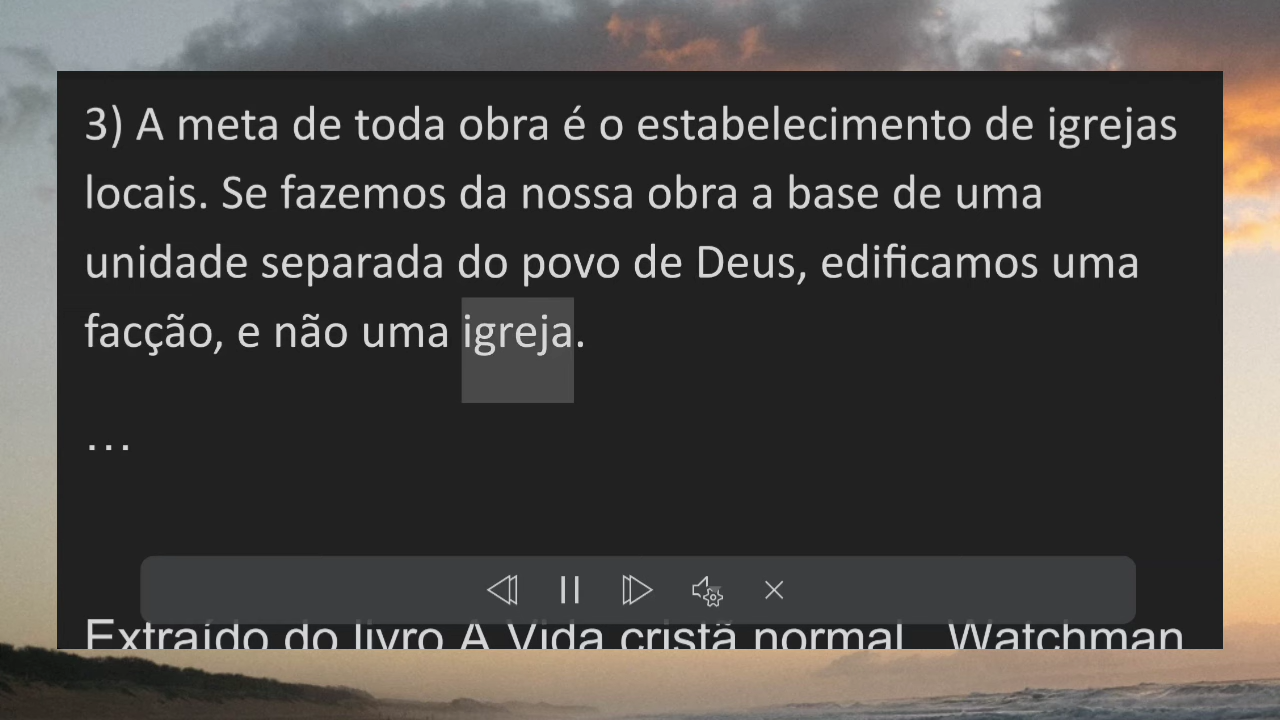 3) A meta de toda obra é o estabelecimento de igrejas
locais. Se fazemos da nossa obra a base de uma
unidade separada do povo de Deus, edificamos uma
facção, e não uma igreja.
...
Extraído do livro A Vida cristã normal Watchman